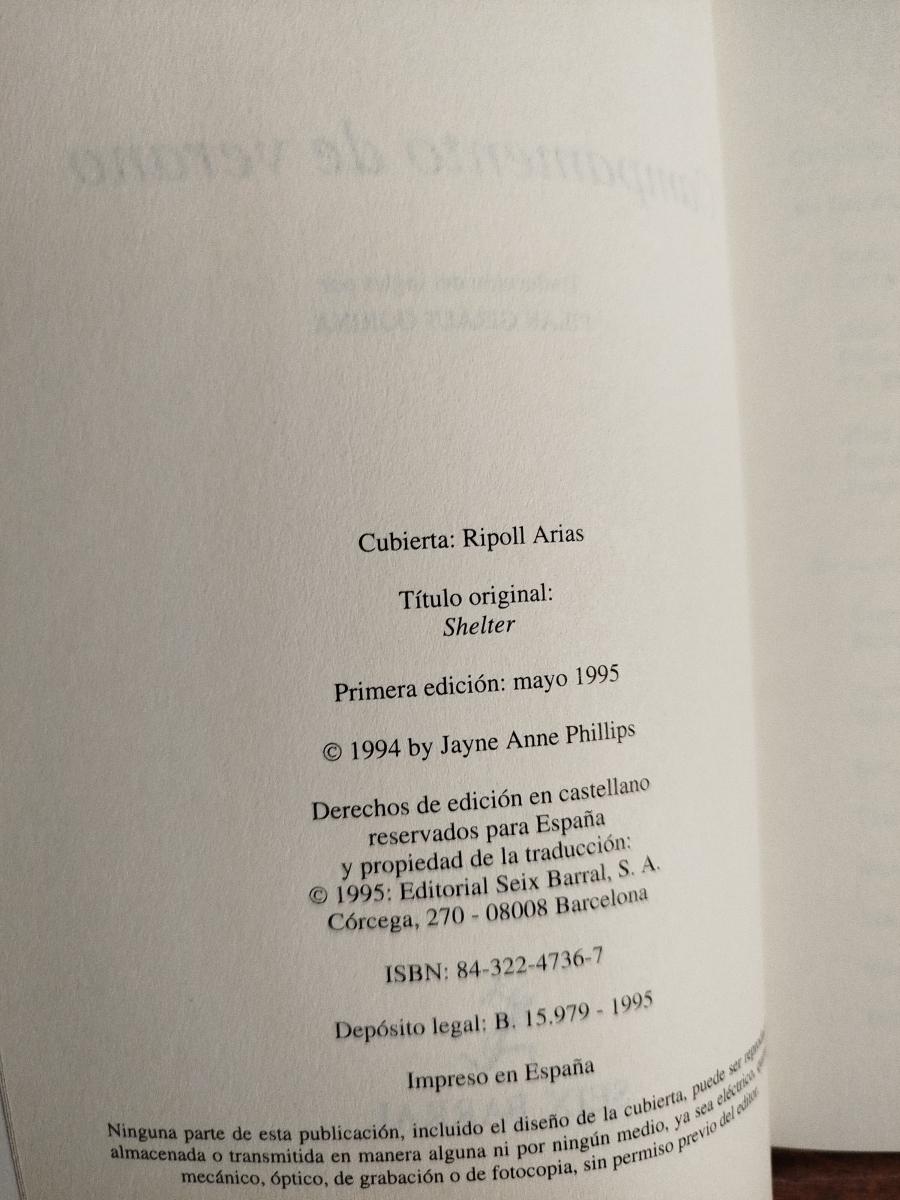 Cubierta: Ripoll Arias
Título original:
Shelter
Primera edición: mayo 1995
© 1994 by Jayne Anne Phillips
Derechos de edición en castellano
reservados para España
y propiedad de la traducción:
© 1995: Editorial Seix Barral, S. A.
Córcega, 270 - 08008 Barcelona
ISBN: 84-322-4736-7
Depósito legal: B. 15.979 - 1995
Impreso en España
Ninguna parte de esta publicación, incluido el diseño de la cubierta, puede ser
almacenada o transmitida en manera alguna ni por ningún medio, ya sea eléctrico,
mecánico, óptico, de grabación o de fotocopia, sin permiso previo del editor.